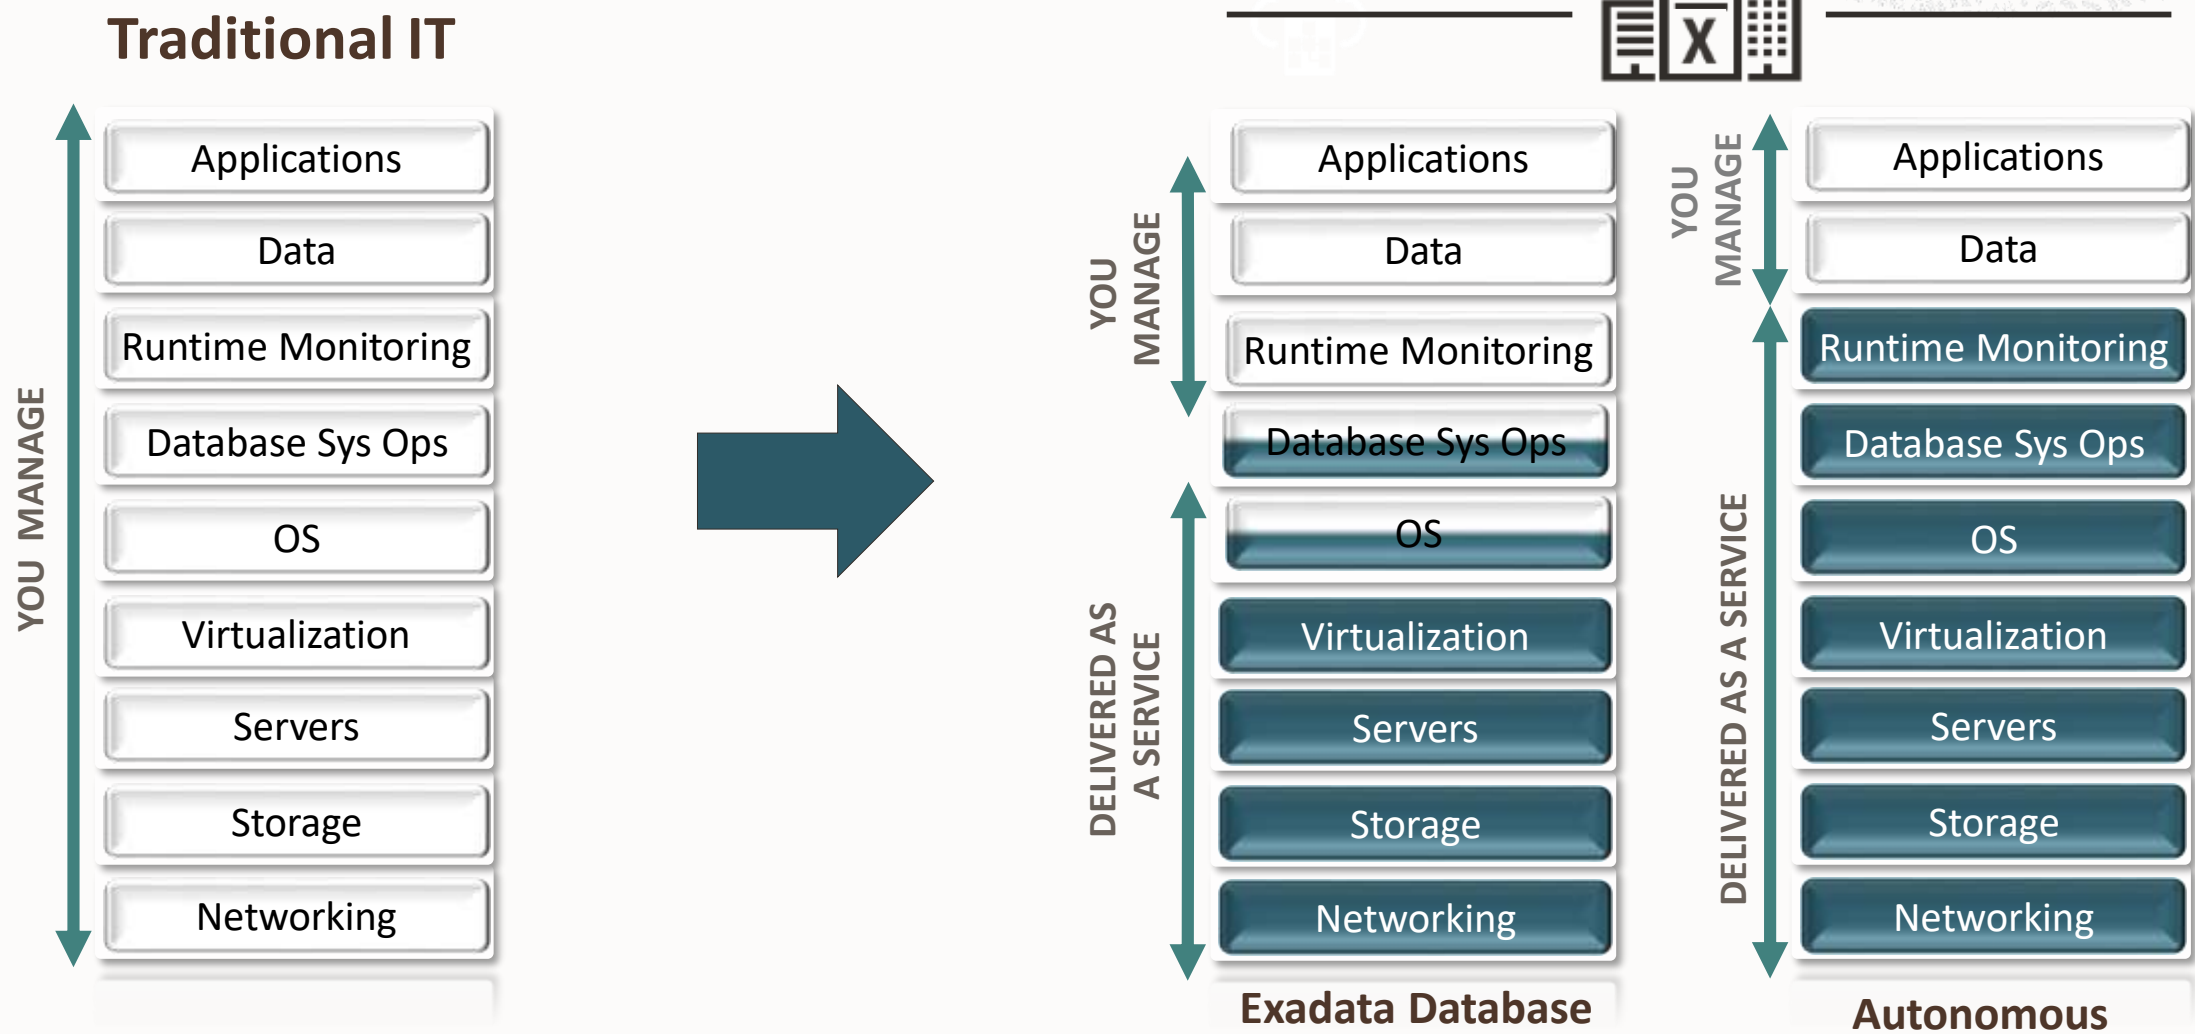 Traditional IT
X
YOU MANAGE
Applications
Data
Runtime Monitoring
Database Sys Ops
OS
Virtualization
Servers
Storage
Networking
YOU
MANAGE
DELIVERED AS
A SERVICE
Applications
Data
Runtime Monitoring
Database Sys Ops
OS
Virtualization
Servers
Storage
Networking
Exadata Database
YOU
MANAGE
DELIVERED AS A SERVICE
Applications
Data
Runtime Monitoring
Database Sys Ops
OS
Virtualization
Servers
Storage
Networking
Autonomous